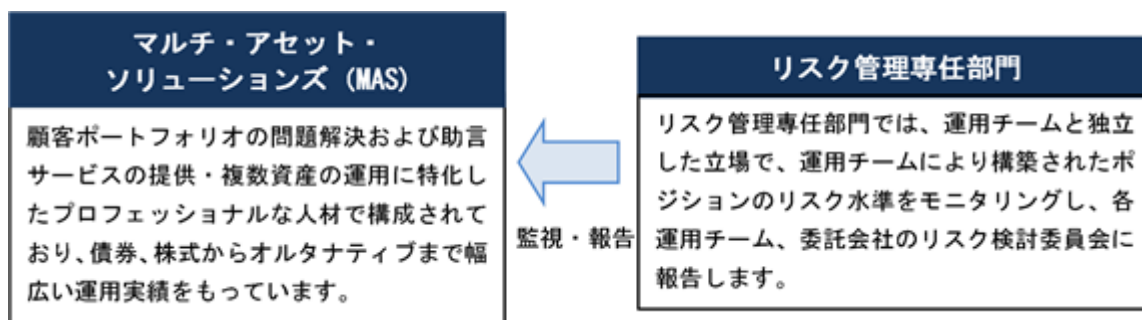 マルチ・アセット・
ソリューションズ (MAS)
顧客ポートフォリオの問題解決および助言
サービスの提供・複数資産の運用に特化し
たプロフェッショナルな人材で構成されて
おり、債券、株式からオルタナティブまで幅
広い運用実績をもっています。
監視・報告
リスク管理専任部門
リスク管理専任部門では、運用チームと独立
した立場で、運用チームにより構築されたポ
ジションのリスク水準をモニタリングし、各
運用チーム、委託会社のリスク検討委員会に
報告します。